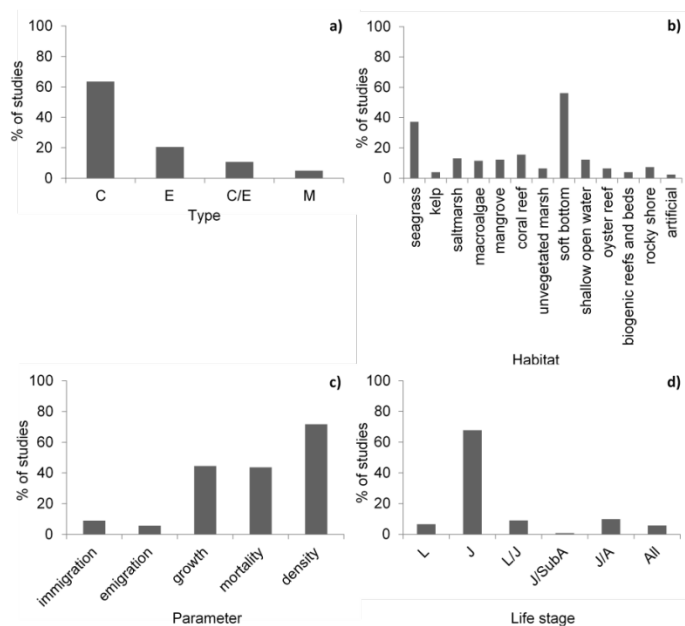 a)
100
80
60
40
20
0
% of studies
C E C/E M
Type
b)
100
80
60
40
20
0
% of studies
seagrass
kelp
saltmarsh
macroalgae
mangrove
coral reef
unvegetated marsh
soft bottom
shallow open water
oyster reef
biogenic reefs and beds
rocky shore
artificial
Habitat
c)
100
80
60
40
20
0
% of studies
immigration
emigration
growth
mortality
density
Parameter
d)
100
80
60
40
20
0
% of studies
L
J
L/J
J/SubA
J/A
All
Life stage